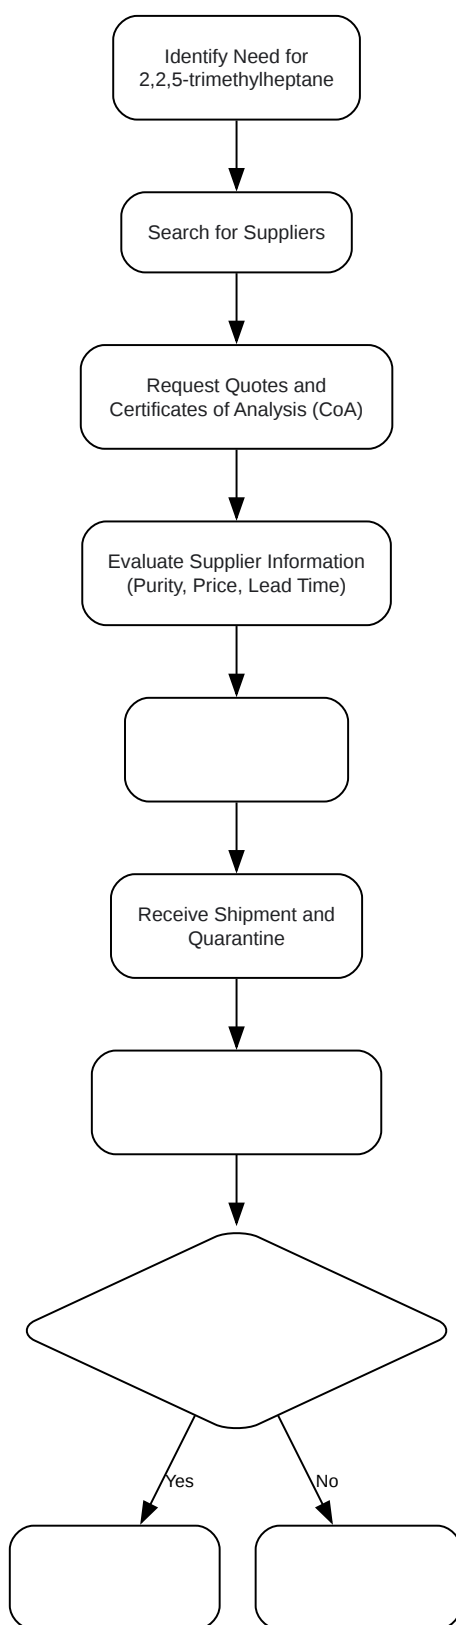 Identify Need for
2,2,5-trimethylheptane
Search for Suppliers
Request Quotes and
Certificates of Analysis (CoA)
Evaluate Supplier Information
(Purity, Price, Lead Time)
Receive Shipment and
Quarantine
Yes
No